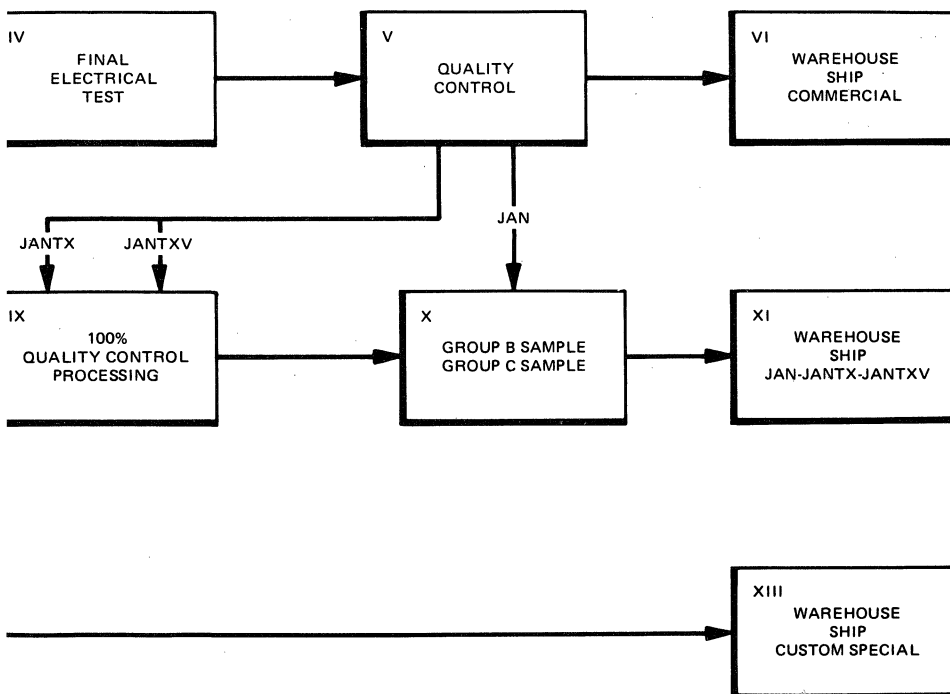 IV
FINAL
ELECTRICAL
TEST
V
QUALITY
CONTROL
VI
WAREHOUSE
SHIP
COMMERCIAL
JANTX
JANTXV
JAN
IX
100%
QUALITY CONTROL
PROCESSING
X
GROUP B SAMPLE
GROUP C SAMPLE
XI
WAREHOUSE
SHIP
JAN-JANTX-JANTXV
XIII
WAREHOUSE
SHIP
CUSTOM SPECIAL